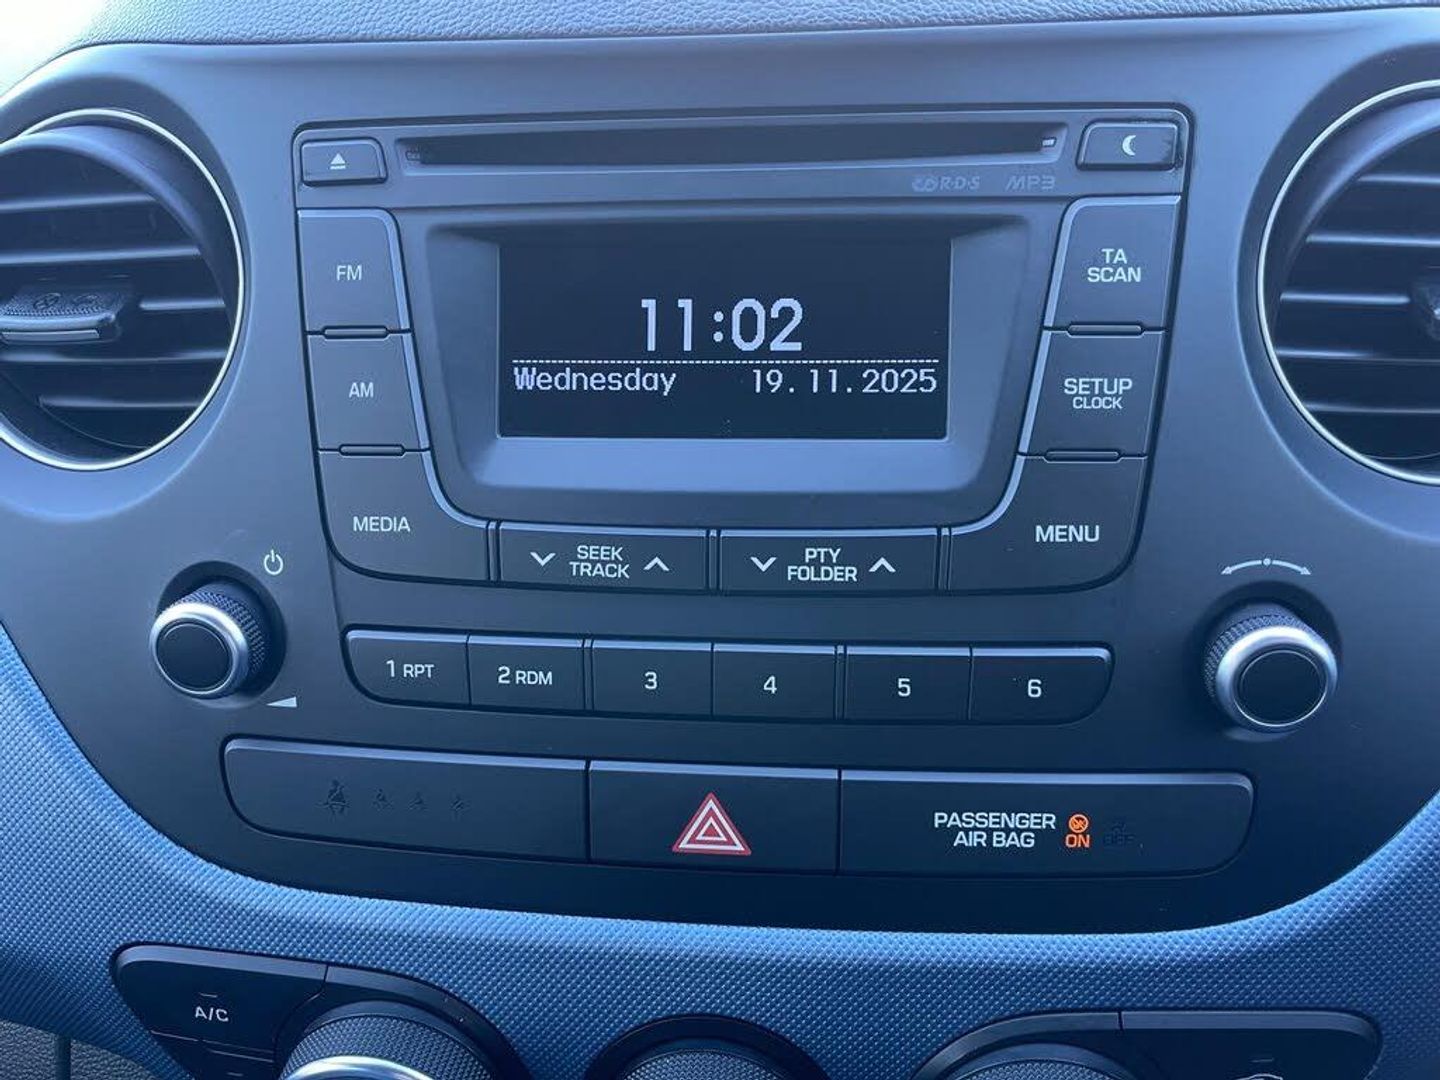 R·D·S MP3
FM
TA
SCAN
11:02
Wednesday 19.11.2025
AM
SETUP
CLOCK
MEDIA
MENU
SEEK
TRACK
PTY
FOLDER
1 RPT
2 RDM
3
4
5
6
PASSENGER
AIR BAG
ON
OFF
A/C